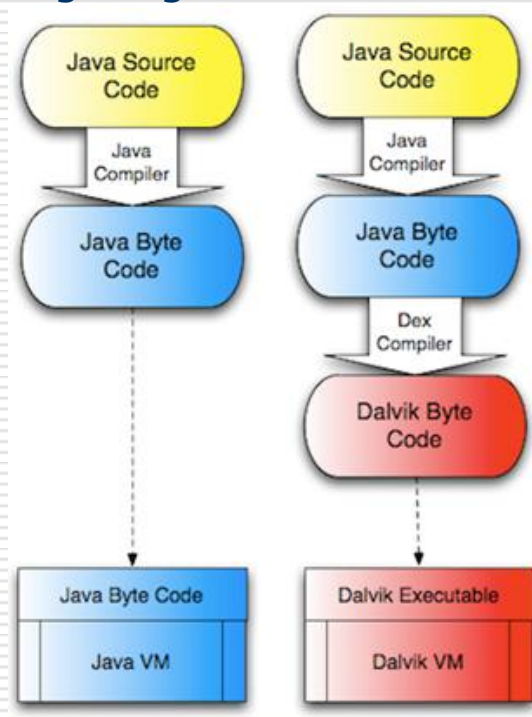 Java Source
Code
Java
Compiler
Java Byte
Code
Java Byte Code
Java VM
Java Source
Code
Java
Compiler
Java Byte
Code
Dex
Compiler
Dalvik Byte
Code
Dalvik Executable
Dalvik VM